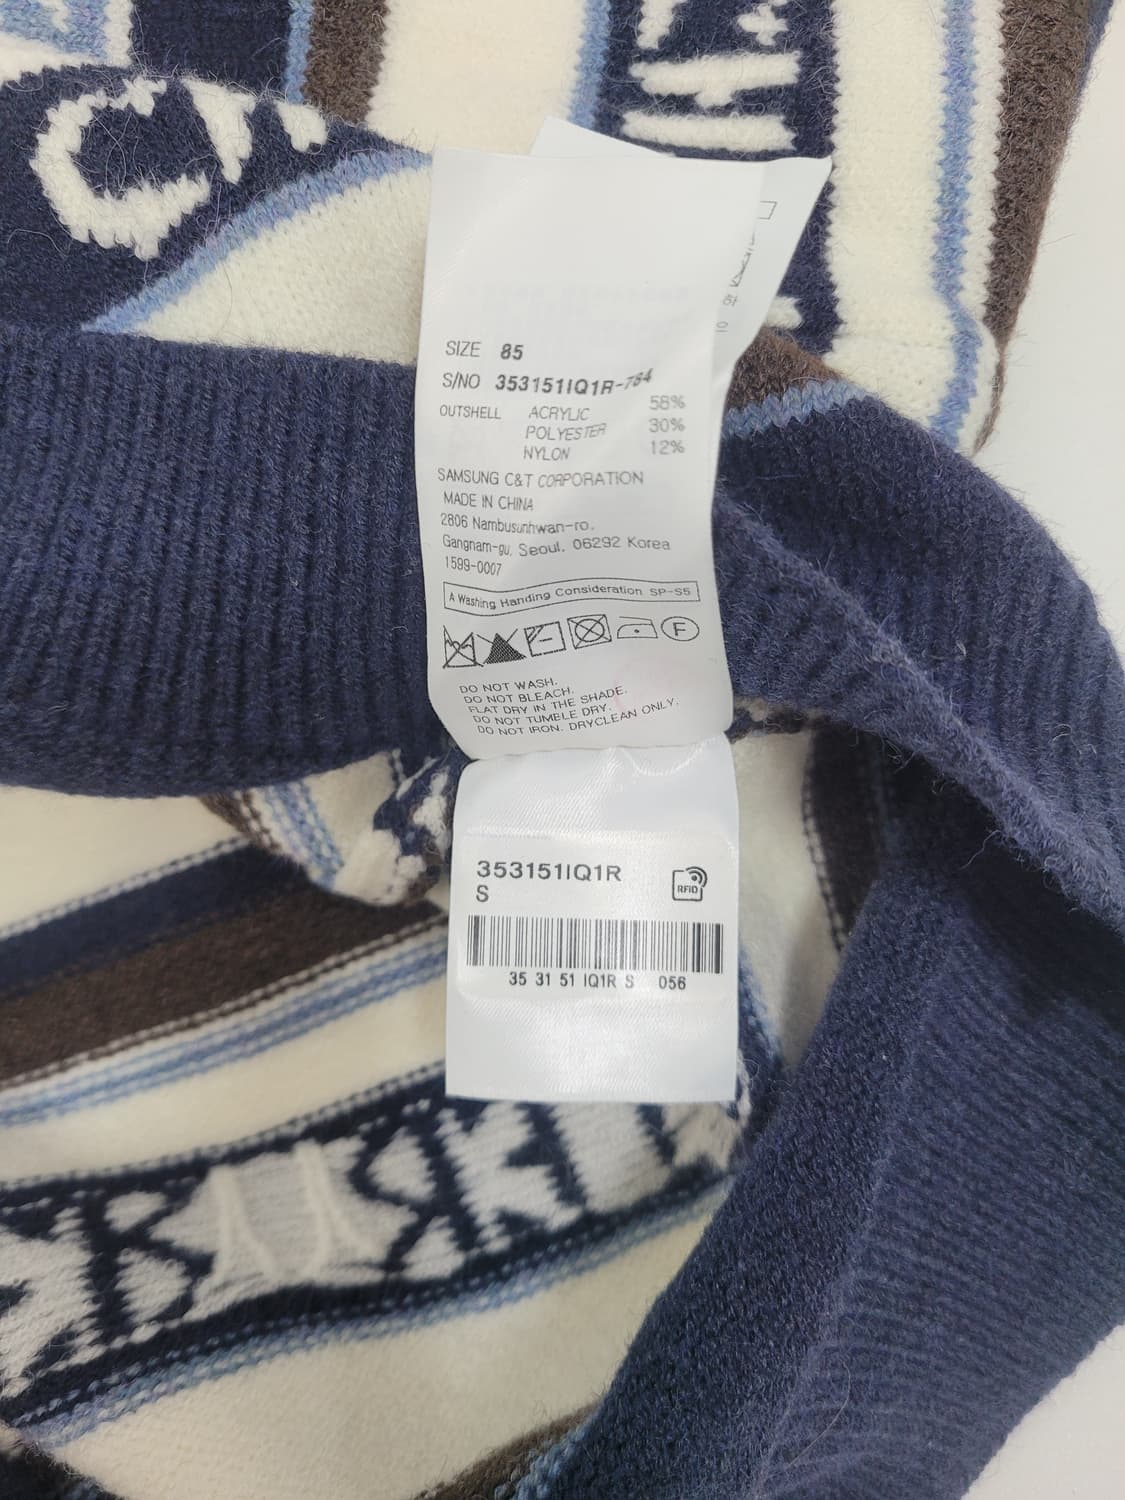 SIZE 85
S/NO 353151IQ1R-784
OUTSHELL ACRYLIC 58%
POLYESTER 30%
NYLON 12%
SAMSUNG C&T CORPORATION
MADE IN CHINA
2806 Nambusunhwan-ro,
Gangnam-gu, Seoul, 06292 Korea
1599-0007
A Washing Handing Consideration SP-S5
F
DO NOT WASH.
DO NOT BLEACH.
FLAT DRY IN THE SHADE.
DO NOT TUMBLE DRY.
DO NOT IRON. DRYCLEAN ONLY.
353151IQ1R
S
RFID
35 31 51 IQ1R S 056